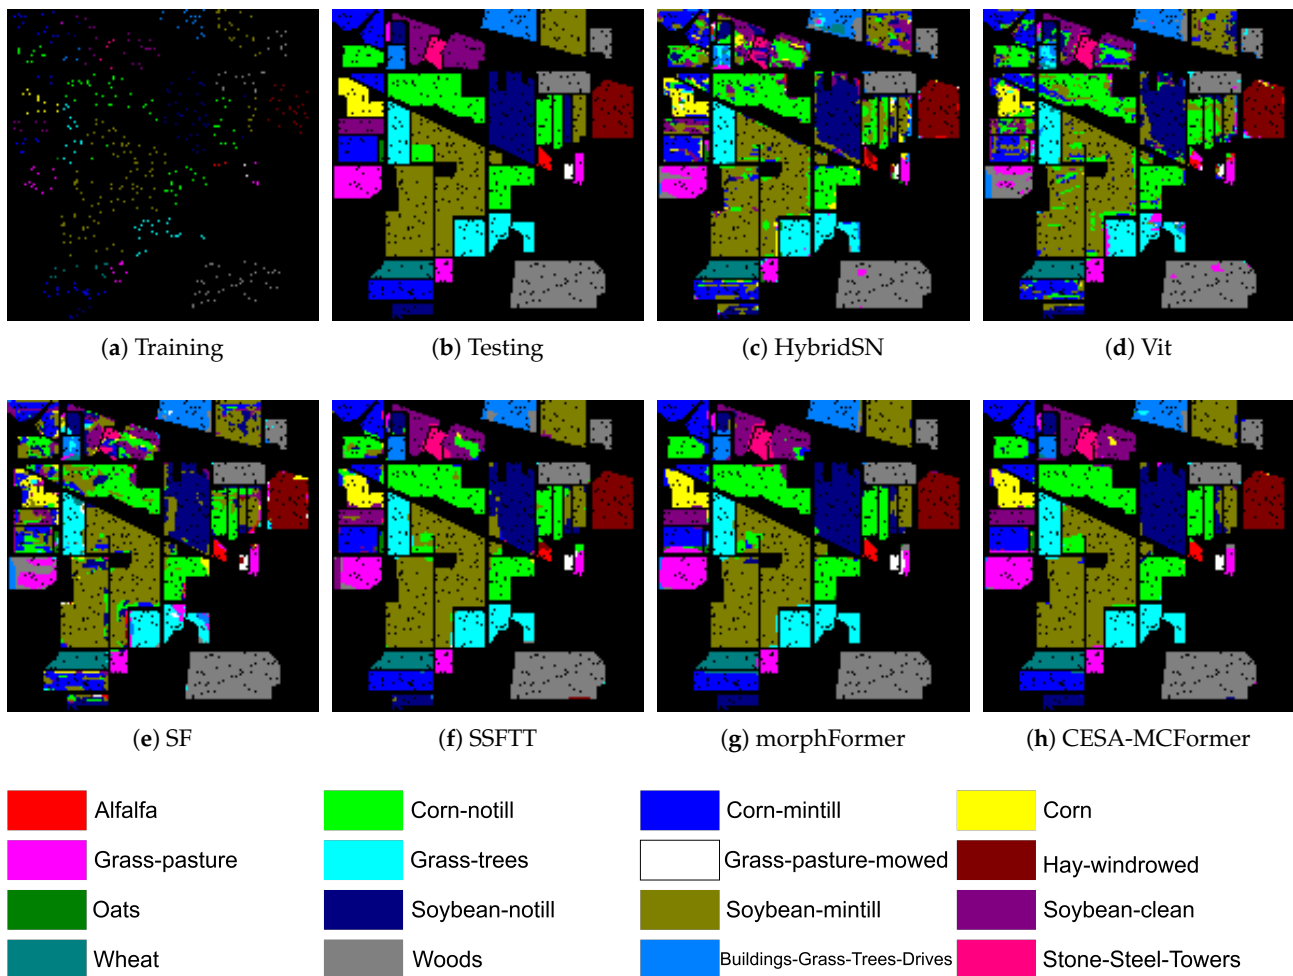 (a) Training
(b) Testing
(c) HybridSN
(d) Vit
(e) SF
(f) SSFTT
(g) morphFormer
(h) CESA-MCFormer
Alfalfa
Corn-notill
Corn-mintill
Corn
Grass-pasture
Grass-trees
Grass-pasture-mowed
Hay-windrowed
Oats
Soybean-notill
Soybean-mintill
Soybean-clean
Wheat
Woods
Buildings-Grass-Trees-Drives
Stone-Steel-Towers